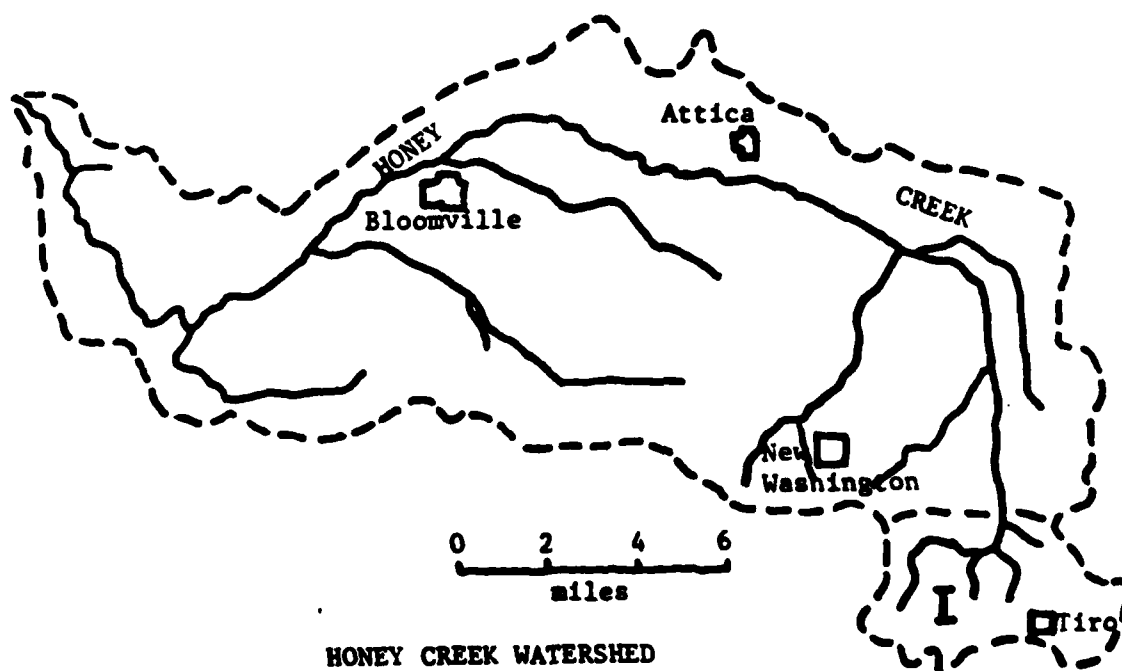 Attica
HONEY
CREEK
Bloomville
New
Washington
0 2 4 6
miles
I
Tiro
HONEY CREEK WATERSHED